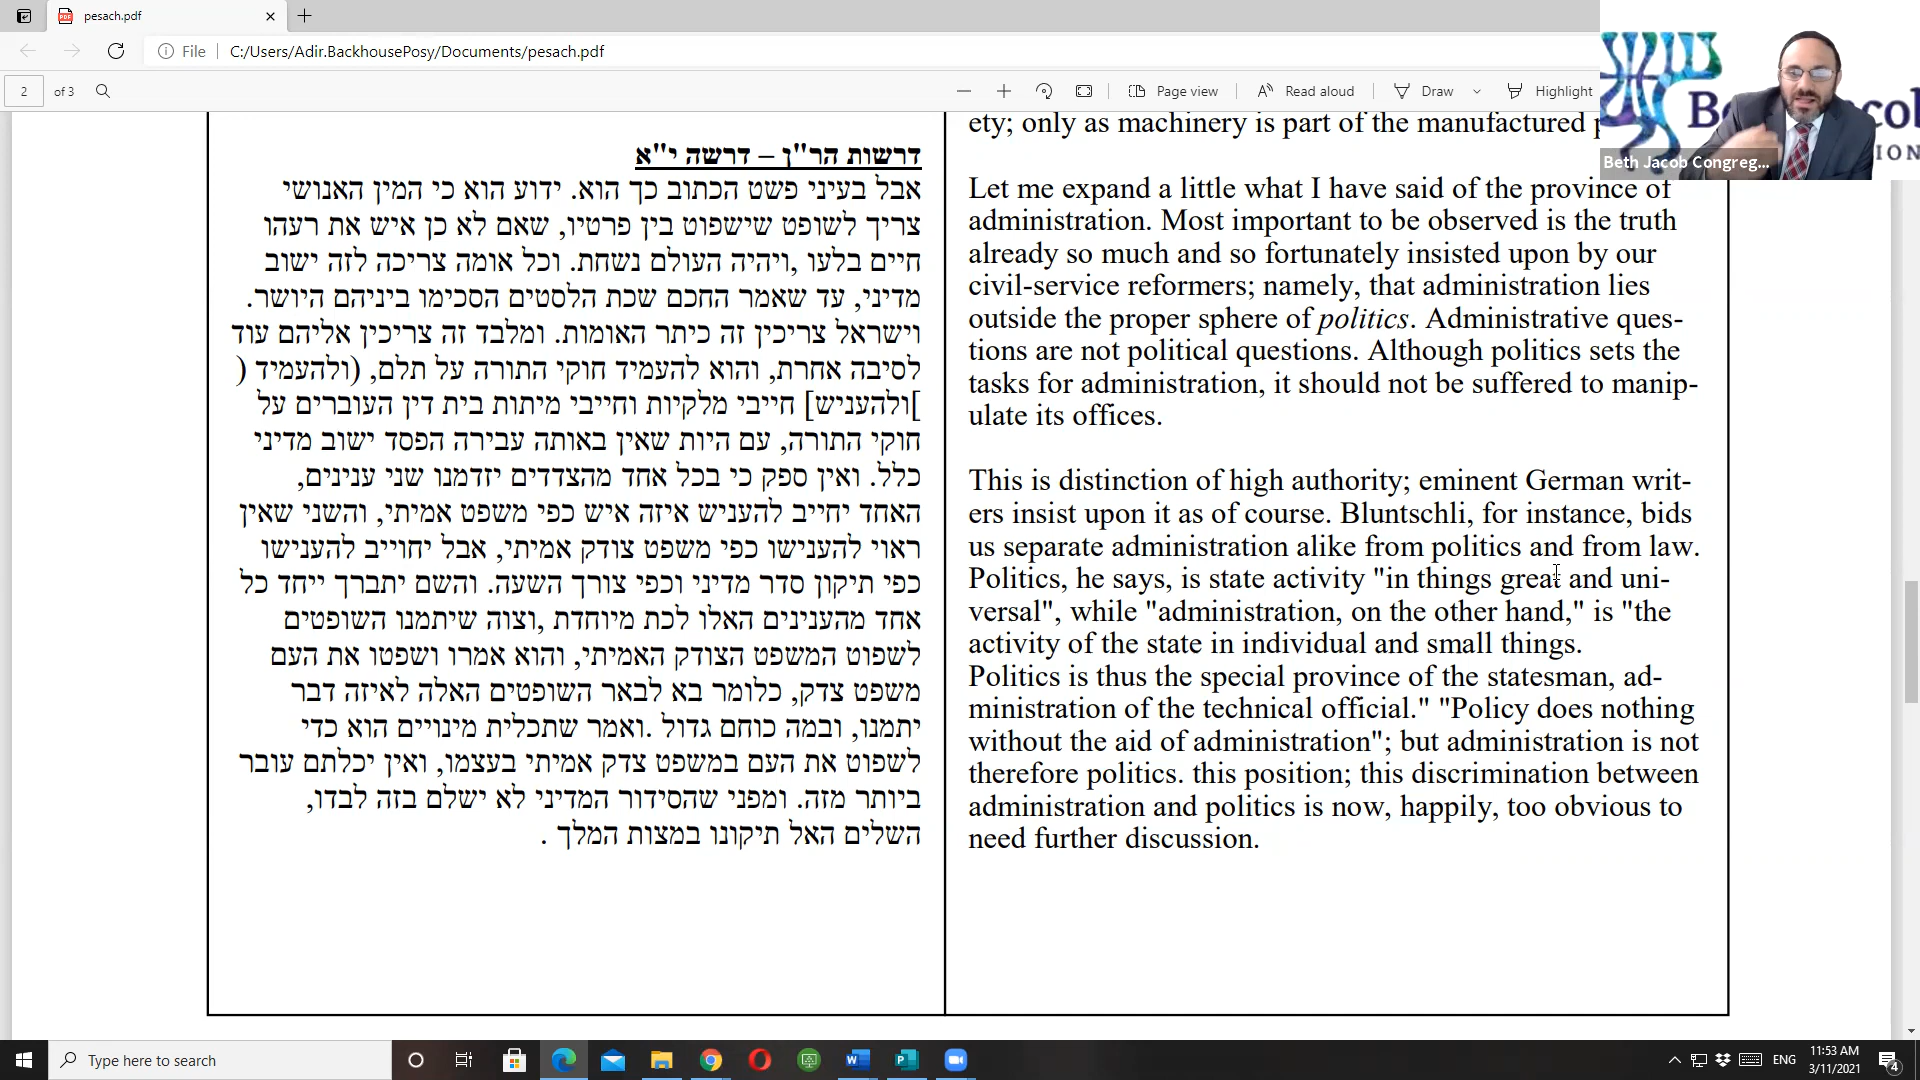 pesach.pdf
File
C:/Users/Adir.BackhousePosy/Documents/pesach.pdf
2 of 3
Page view
Read aloud
Draw
Highlight
Beth Jacob Congreg...
דרשות הר"ן – דרשה י"א
אבל בעיני פשט הכתוב כך הוא. ידוע הוא כי המין האנושי
צריך לשופט שישפוט בין פרטיו, שאם לא כן איש את רעהו
חיים בלעו ,ויהיה העולם נשחת. וכל אומה צריכה לזה ישוב
מדיני, עד שאמר החכם שכת הלסטים הסכימו ביניהם היושר.
וישראל צריכין זה כיתר האומות. ומלבד זה צריכין אליהם עוד
לסיבה אחרת, והוא להעמיד חוקי התורה על תלם, (ולהעמיד (
]ולהעניש] חייבי מלקיות וחייבי מיתות בית דין העוברים על
חוקי התורה, עם היות שאין באותה עבירה הפסד ישוב מדיני
כלל. ואין ספק כי בכל אחד מהצדדים יזדמנו שני ענינים,
האחד יחייב להעניש איזה איש כפי משפט אמיתי, והשני שאין
ראוי להענישו כפי משפט צודק אמיתי, אבל יחוייב להענישו
כפי תיקון סדר מדיני וכפי צורך השעה. והשם יתברך ייחד כל
אחד מהענינים האלו לכת מיוחדת ,וצוה שיתמנו השופטים
לשפוט המשפט הצודק האמיתי, והוא אמרו ושפטו את העם
משפט צדק, כלומר בא לבאר השופטים האלה לאיזה דבר
יתמנו, ובמה כוחם גדול .ואמר שתכלית מינויים הוא כדי
לשפוט את העם במשפט צדק אמיתי בעצמו, ואין יכלתם עובר
ביותר מזה. ומפני שהסידור המדיני לא ישלם בזה לבדו,
השלים האל תיקונו במצות המלך .
ety; only as machinery is part of the manufactured
Let me expand a little what I have said of the province of
administration. Most important to be observed is the truth
already so much and so fortunately insisted upon by our
civil-service reformers; namely, that administration lies
outside the proper sphere of politics. Administrative ques-
tions are not political questions. Although politics sets the
tasks for administration, it should not be suffered to manip-
ulate its offices.
This is distinction of high authority; eminent German writ-
ers insist upon it as of course. Bluntschli, for instance, bids
us separate administration alike from politics and from law.
Politics, he says, is state activity "in things great and uni-
versal", while "administration, on the other hand," is "the
activity of the state in individual and small things.
Politics is thus the special province of the statesman, ad-
ministration of the technical official." "Policy does nothing
without the aid of administration"; but administration is not
therefore politics. this position; this discrimination between
administration and politics is now, happily, too obvious to
need further discussion.
Type here to search
ENG
11:53 AM
3/11/2021
4